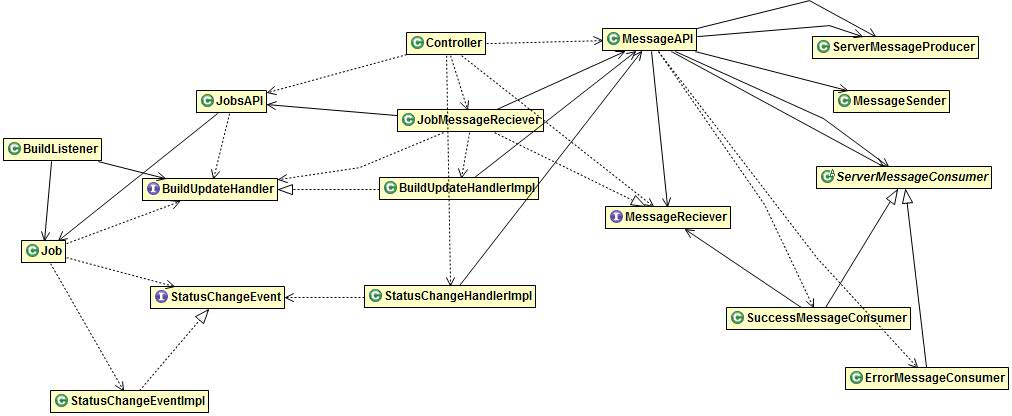 C Controller
C MessageAPI
C ServerMessageProducer
C JobsAPI
C MessageSender
C JobMessageReciever
C BuildListener
C A ServerMessageConsumer
I BuildUpdateHandler
C BuildUpdateHandlerImpl
I MessageReciever
C Job
I StatusChangeEvent
C StatusChangeHandlerImpl
C SuccessMessageConsumer
C ErrorMessageConsumer
C StatusChangeEventImpl